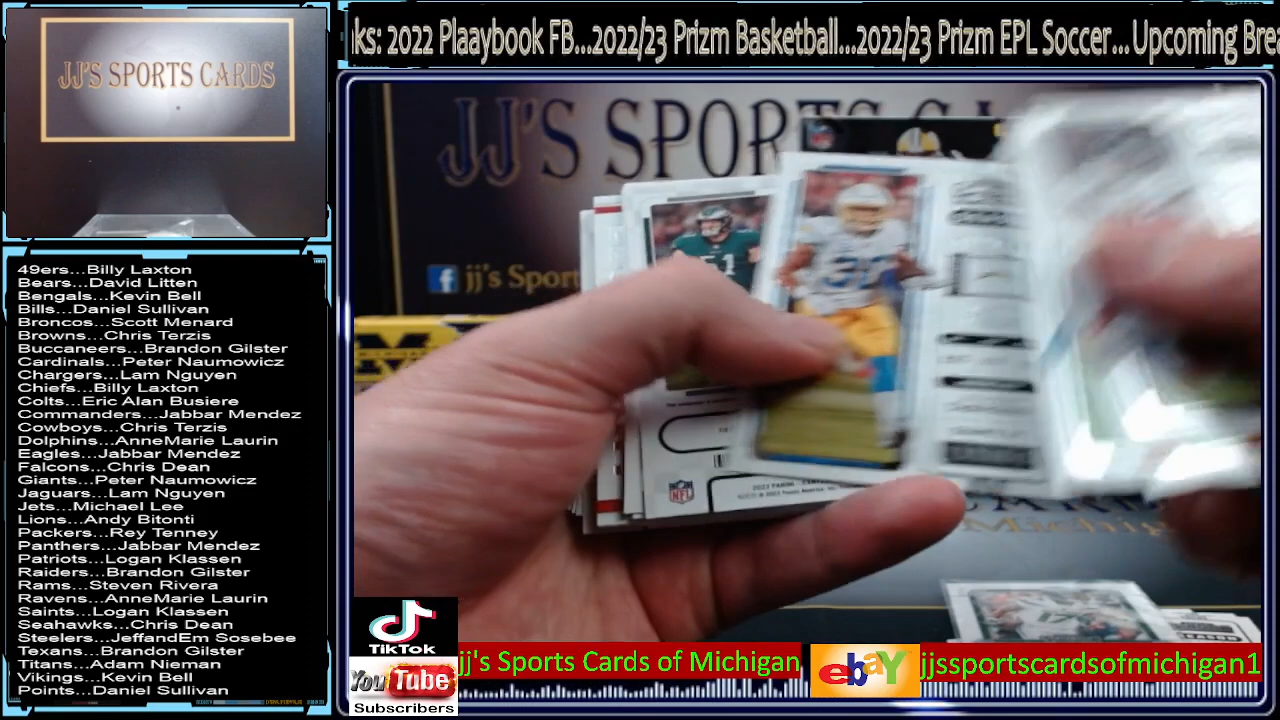 JJ'S SPORTS CARDS
ks: 2022 Plaaybook FB...2022/23 Prizm Basketball...2022/23 Prizm EPL Soccer...Upcoming Brea
JJ'S SPORTS CA
jj's Sport
49ers...Billy Laxton
Bears...David Litten
Bengals...Kevin Bell
Bills...Daniel Sullivan
Broncos...Scott Menard
Browns...Chris Terzis
Buccaneers...Brandon Gilster
Cardinals...Peter Naumowicz
Chargers...Lam Nguyen
Chiefs...Billy Laxton
Colts...Eric Alan Busiere
Commanders...Jabbar Mendez
Cowboys...Chris Terzis
Dolphins...AnneMarie Laurin
Eagles...Jabbar Mendez
Falcons...Chris Dean
Giants...Peter Naumowicz
Jaguars...Lam Nguyen
Jets...Michael Lee
Lions...Andy Bitonti
Packers...Rey Tenney
Panthers...Jabbar Mendez
Patriots...Logan Klassen
Raiders...Brandon Gilster
Rams...Steven Rivera
Ravens...AnneMarie Laurin
Saints...Logan Klassen
Seahawks...Chris Dean
Steelers...JeffandEm Sosebee
Texans...Brandon Gilster
Titans...Adam Nieman
Vikings...Kevin Bell
Points...Daniel Sullivan
NFL
SEASON
TikTok
YouTube
Subscribers
jj's Sports Cards of Michigan
ebay
jjssportscardsofmichigan1